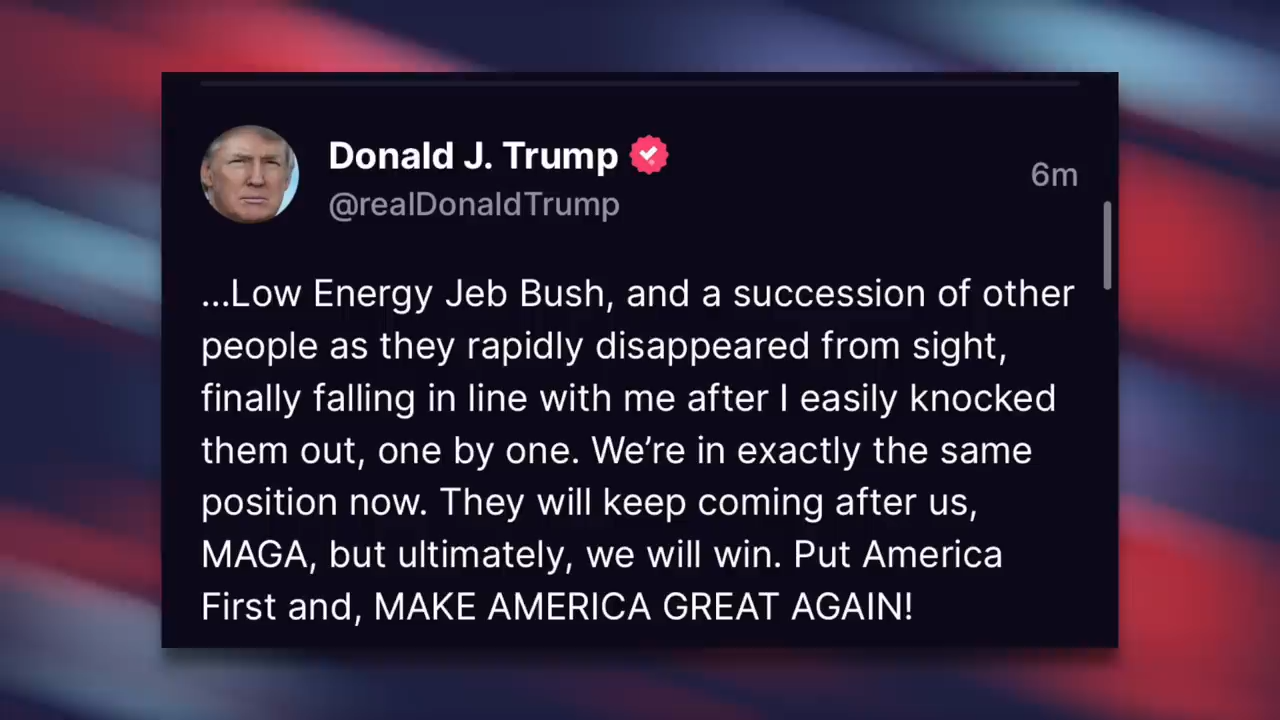 Donald J. Trump
6m
@realDonaldTrump
...Low Energy Jeb Bush, and a succession of other
people as they rapidly disappeared from sight,
finally falling in line with me after I easily knocked
them out, one by one. We’re in exactly the same
position now. They will keep coming after us,
MAGA, but ultimately, we will win. Put America
First and, MAKE AMERICA GREAT AGAIN!